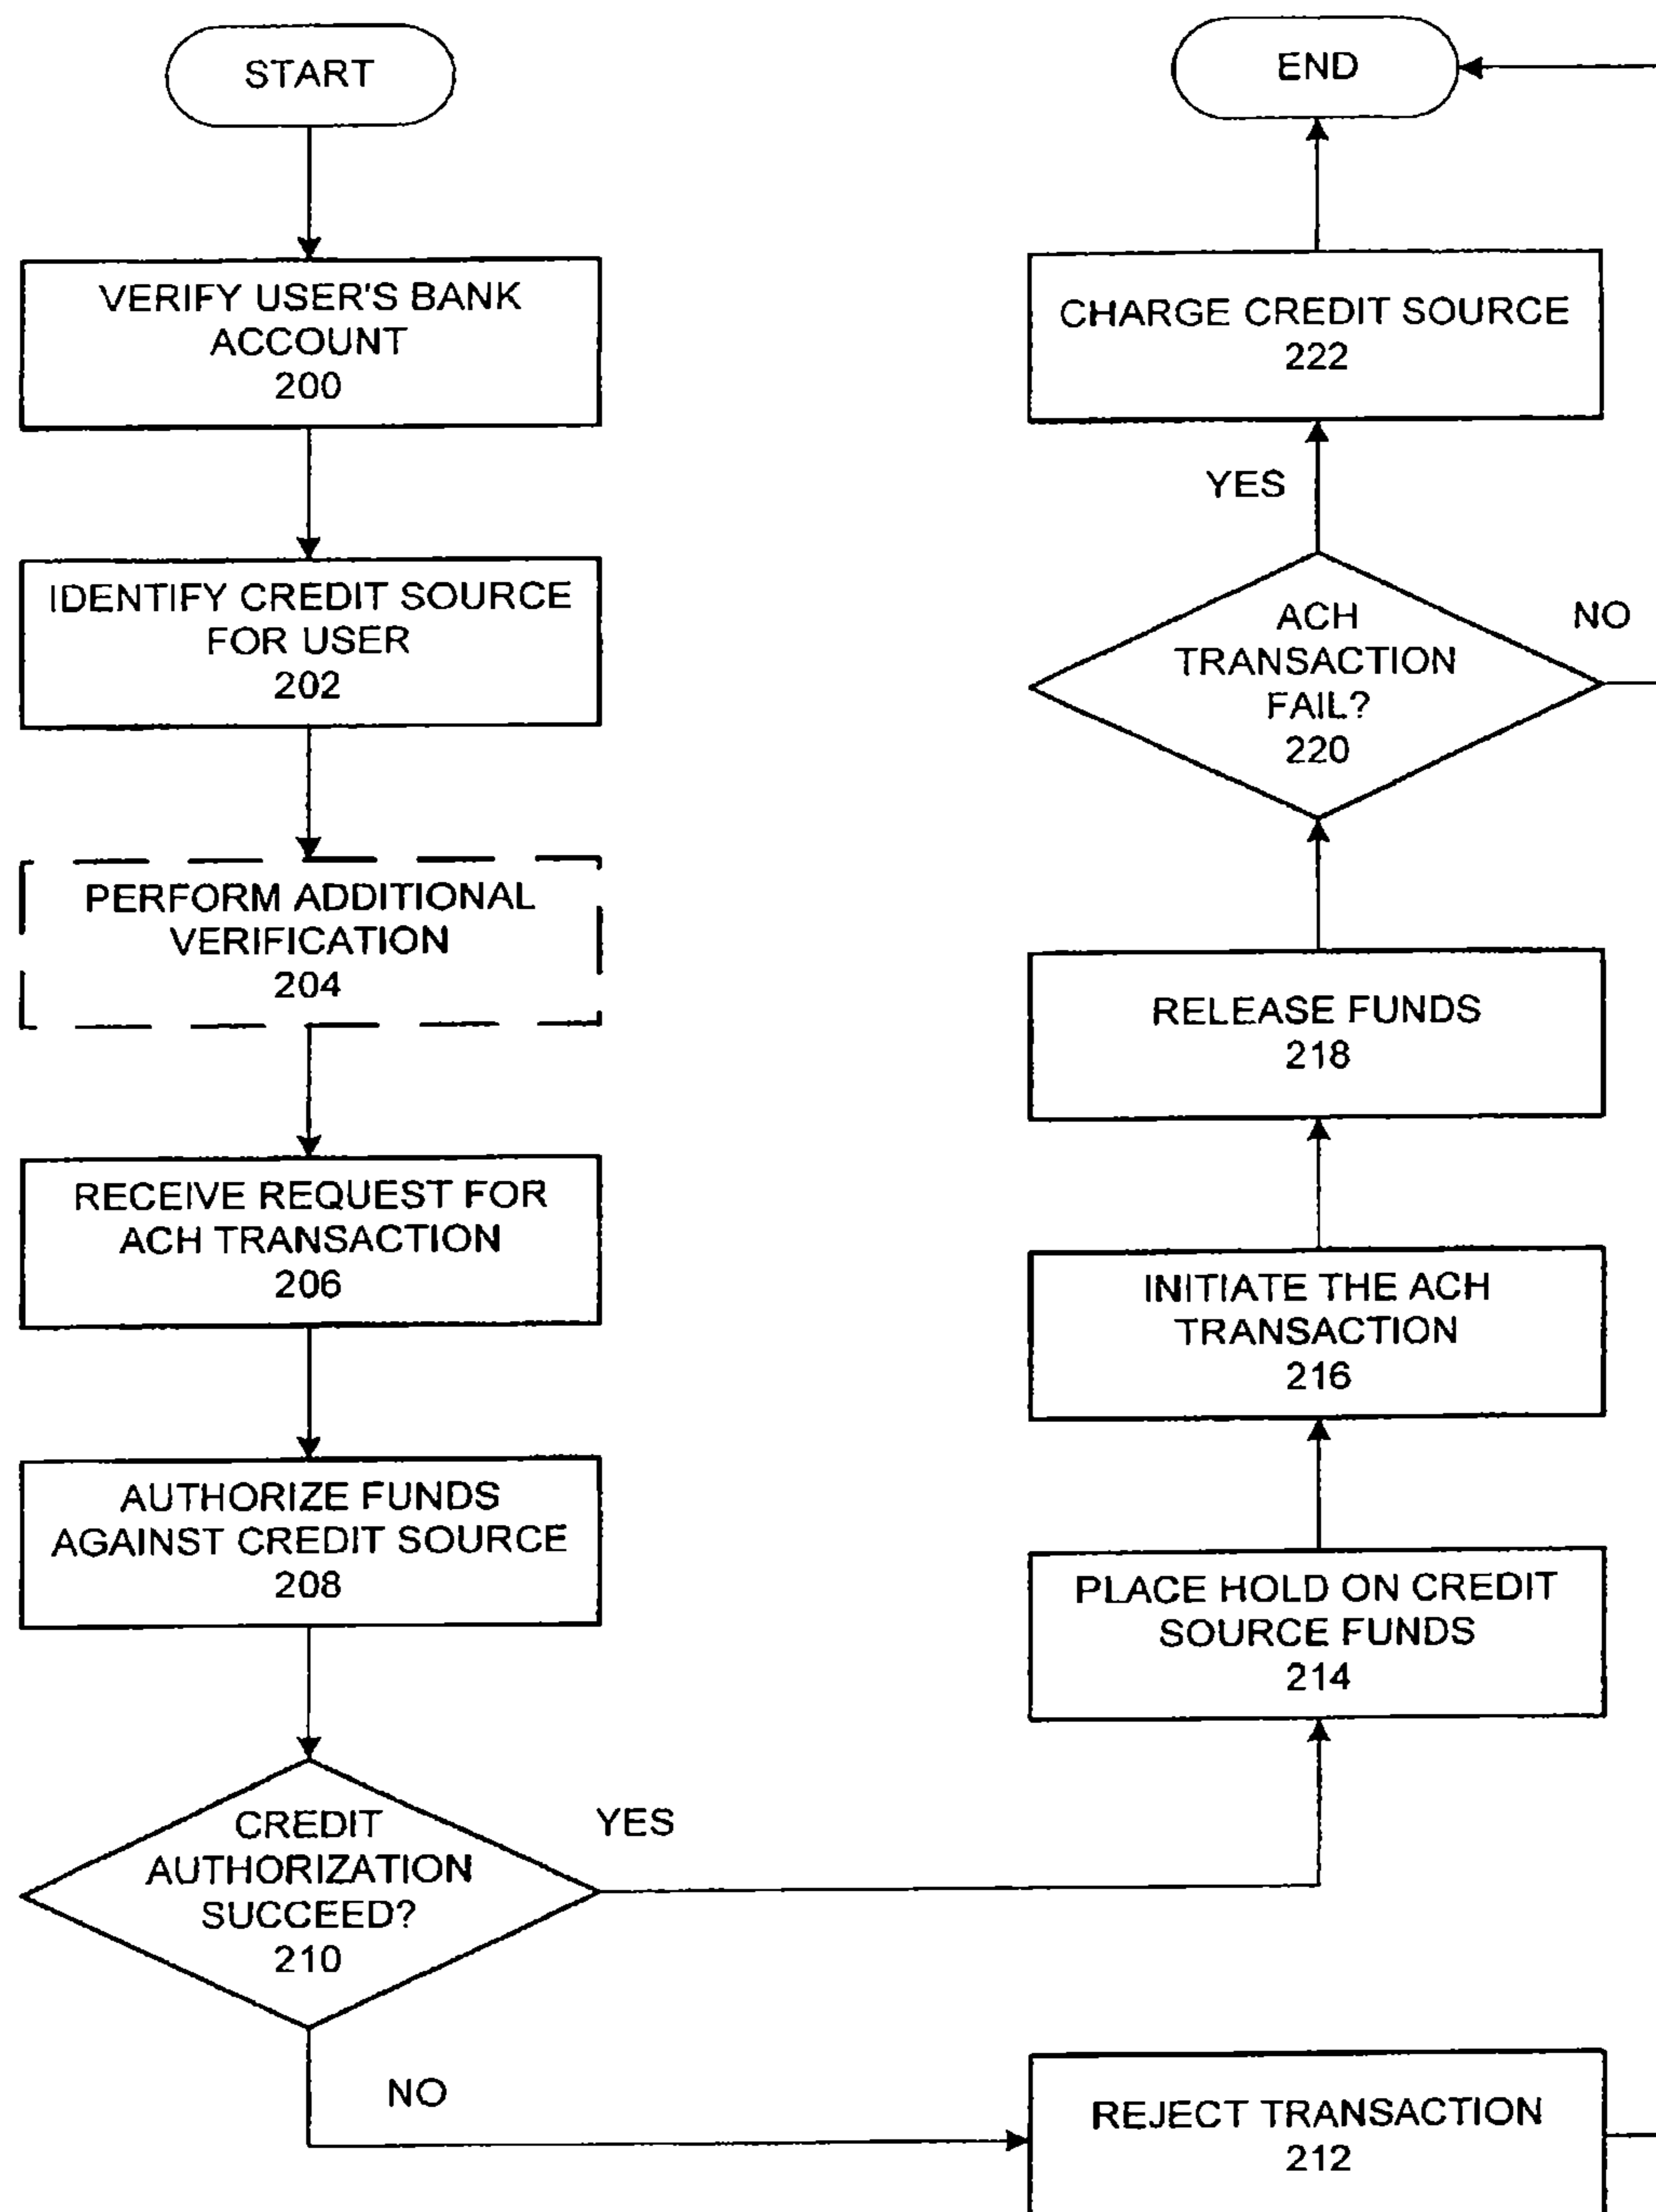 START
VERIFY USER'S BANK
ACCOUNT
200
IDENTIFY CREDIT SOURCE
FOR USER
202
PERFORM ADDITIONAL
VERIFICATION
204
RECEIVE REQUEST FOR
ACH TRANSACTION
206
AUTHORIZE FUNDS
AGAINST CREDIT SOURCE
208
CREDIT
AUTHORIZATION
SUCCEED?
210
YES
NO
END
CHARGE CREDIT SOURCE
222
YES
ACH
TRANSACTION
FAIL?
220
NO
RELEASE FUNDS
218
INITIATE THE ACH
TRANSACTION
216
PLACE HOLD ON CREDIT
SOURCE FUNDS
214
REJECT TRANSACTION
212